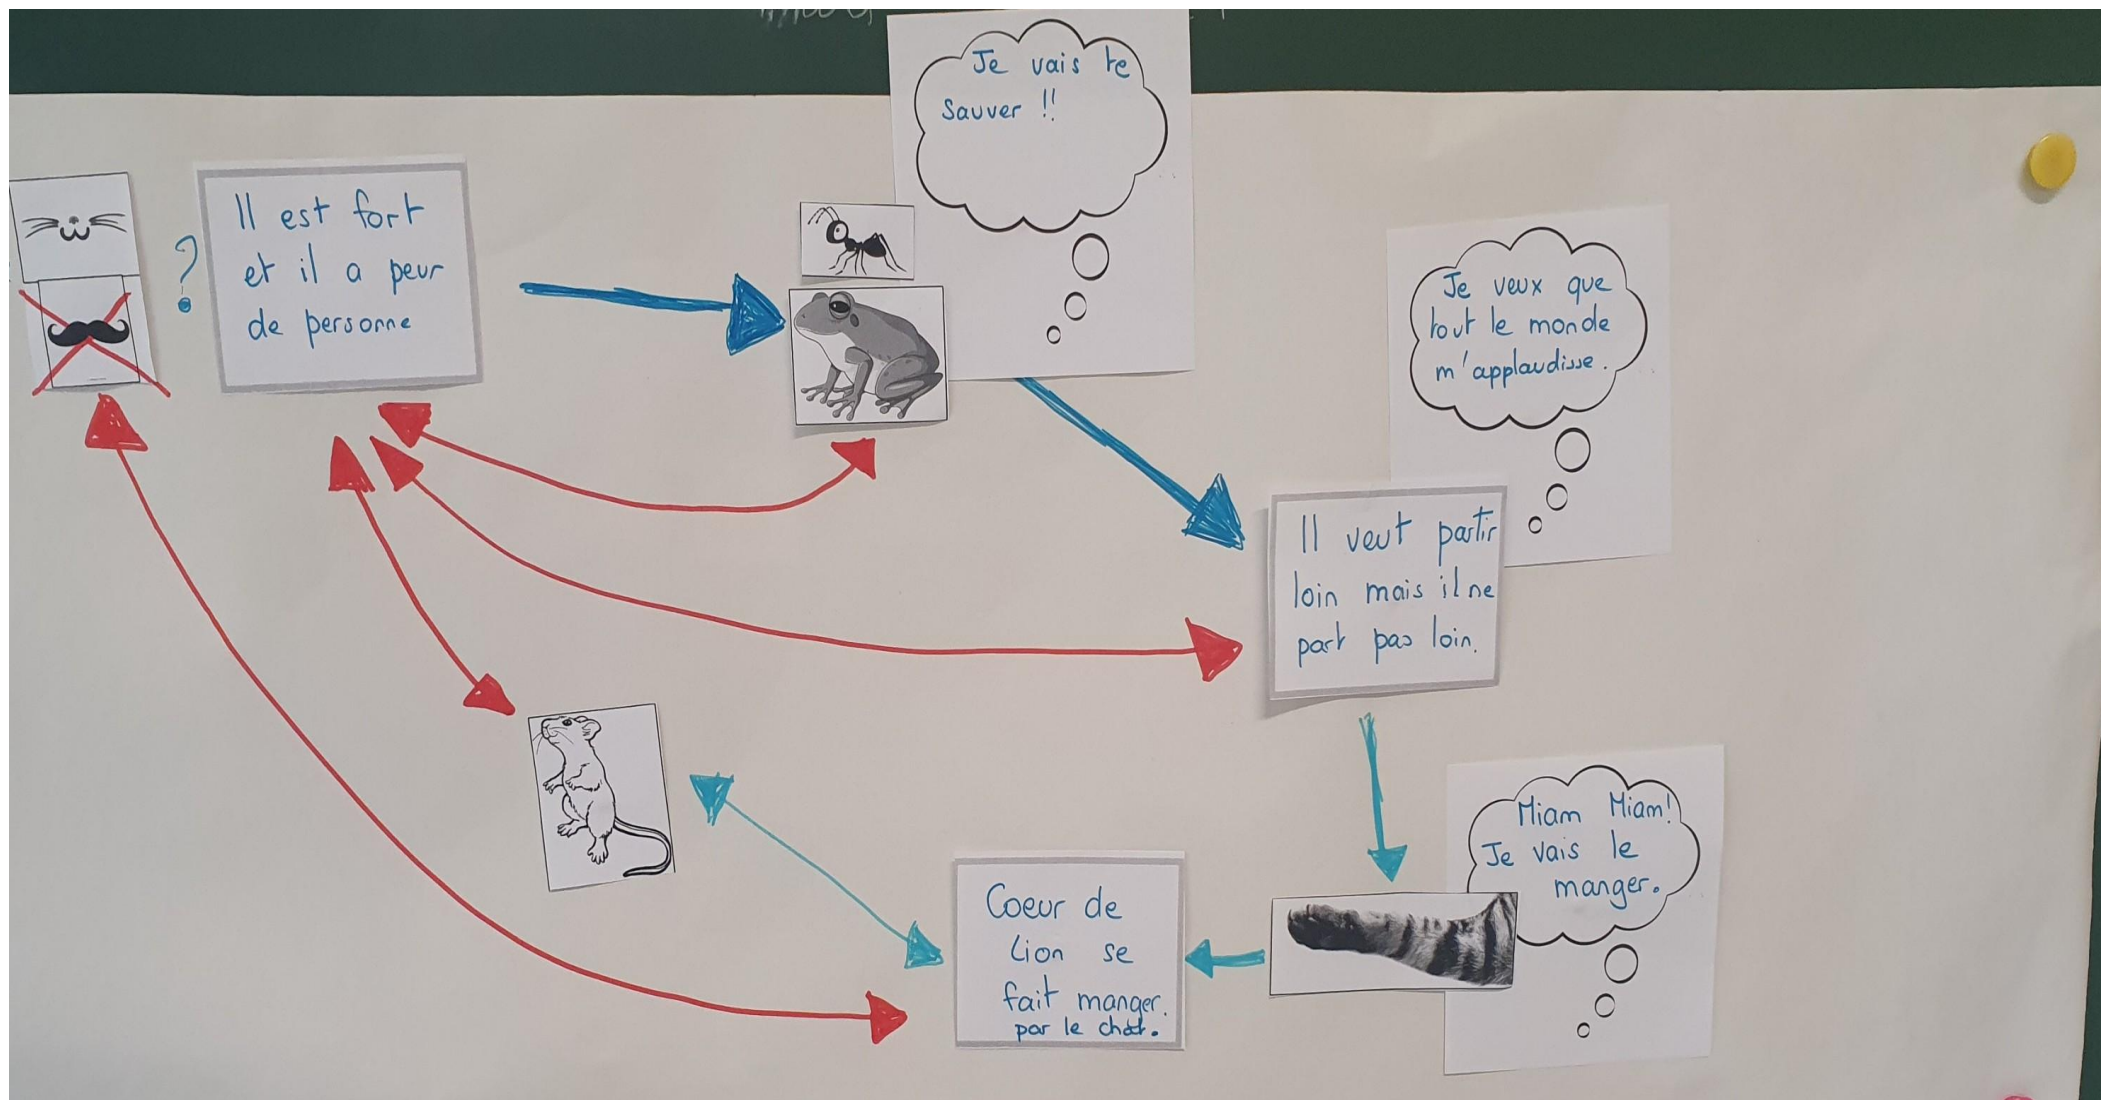 ?
Il est fort
et il a peur
de personne
Je vais te
sauver !!
Je veux que
tout le monde
m'applaudisse.
Il veut partir
loin mais il ne
part pas loin.
Miam Miam!
Je vais le
manger.
Coeur de
Lion se
fait manger.
par le chat.